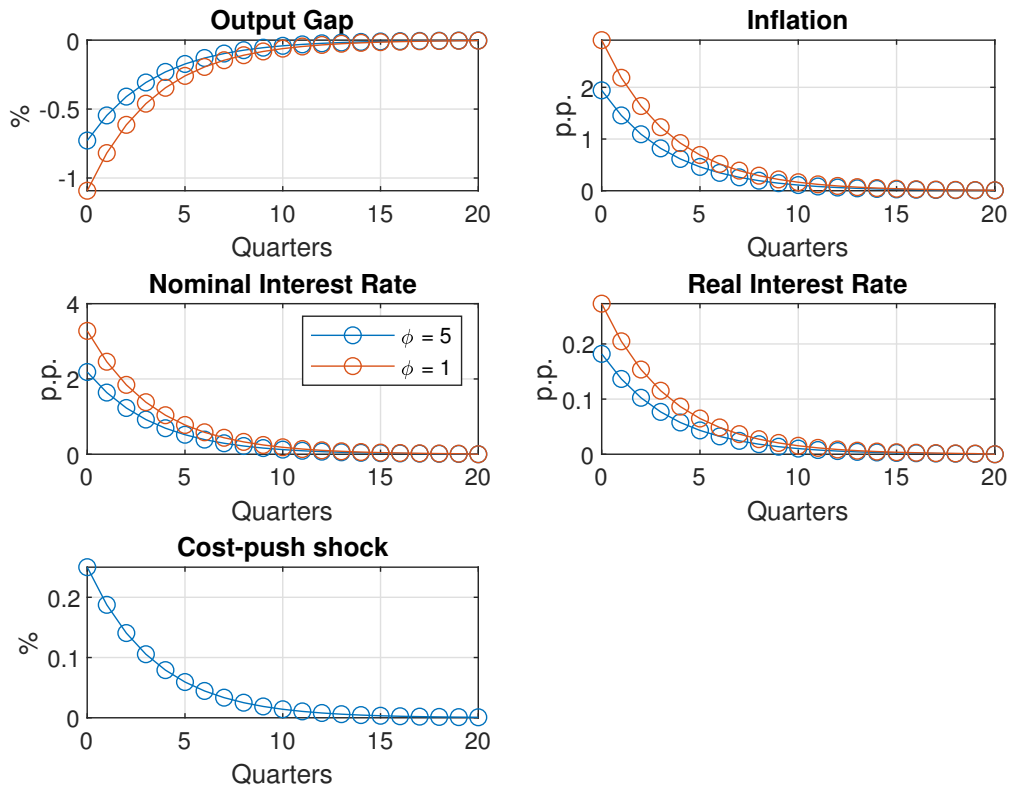 Output Gap
0
-0.5
-1
%
0 5 10 15 20
Quarters
Inflation
2
1
0
p.p.
0 5 10 15 20
Quarters
Nominal Interest Rate
4
2
0
p.p.
ϕ = 5
ϕ = 1
0 5 10 15 20
Quarters
Real Interest Rate
0.2
0.1
0
p.p.
0 5 10 15 20
Quarters
Cost-push shock
0.2
0.1
0
%
0 5 10 15 20
Quarters